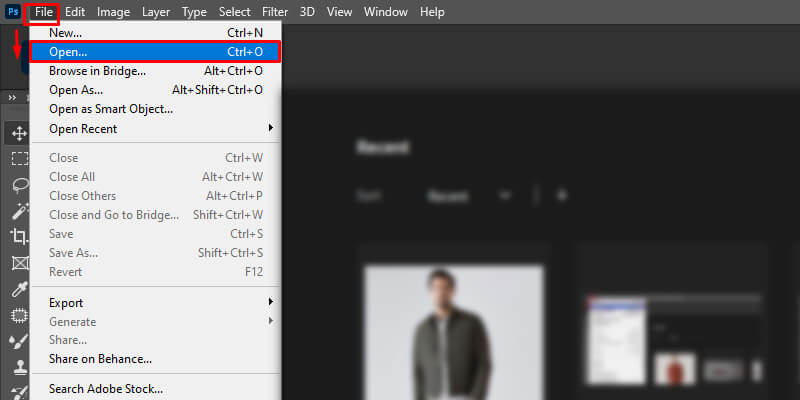 Ps File Edit Image Layer Type Select Filter 3D View Window Help
New... Ctrl+N
Open... Ctrl+O
Browse in Bridge... Alt+Ctrl+O
Open As... Alt+Shift+Ctrl+O
Open as Smart Object...
Open Recent
Close Ctrl+W
Close All Alt+Ctrl+W
Close Others Alt+Ctrl+P
Close and Go to Bridge... Shift+Ctrl+W
Save Ctrl+S
Save As... Shift+Ctrl+S
Revert F12
Export
Generate
Share...
Share on Behance...
Search Adobe Stock...
Recent
Sort Recent